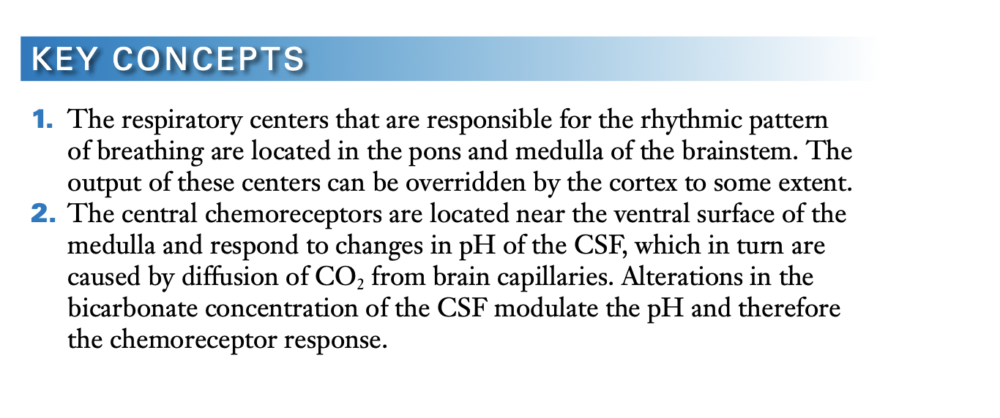 KEY CONCEPTS
1. The respiratory centers that are responsible for the rhythmic pattern
of breathing are located in the pons and medulla of the brainstem. The
output of these centers can be overridden by the cortex to some extent.
2. The central chemoreceptors are located near the ventral surface of the
medulla and respond to changes in pH of the CSF, which in turn are
caused by diffusion of CO₂ from brain capillaries. Alterations in the
bicarbonate concentration of the CSF modulate the pH and therefore
the chemoreceptor response.